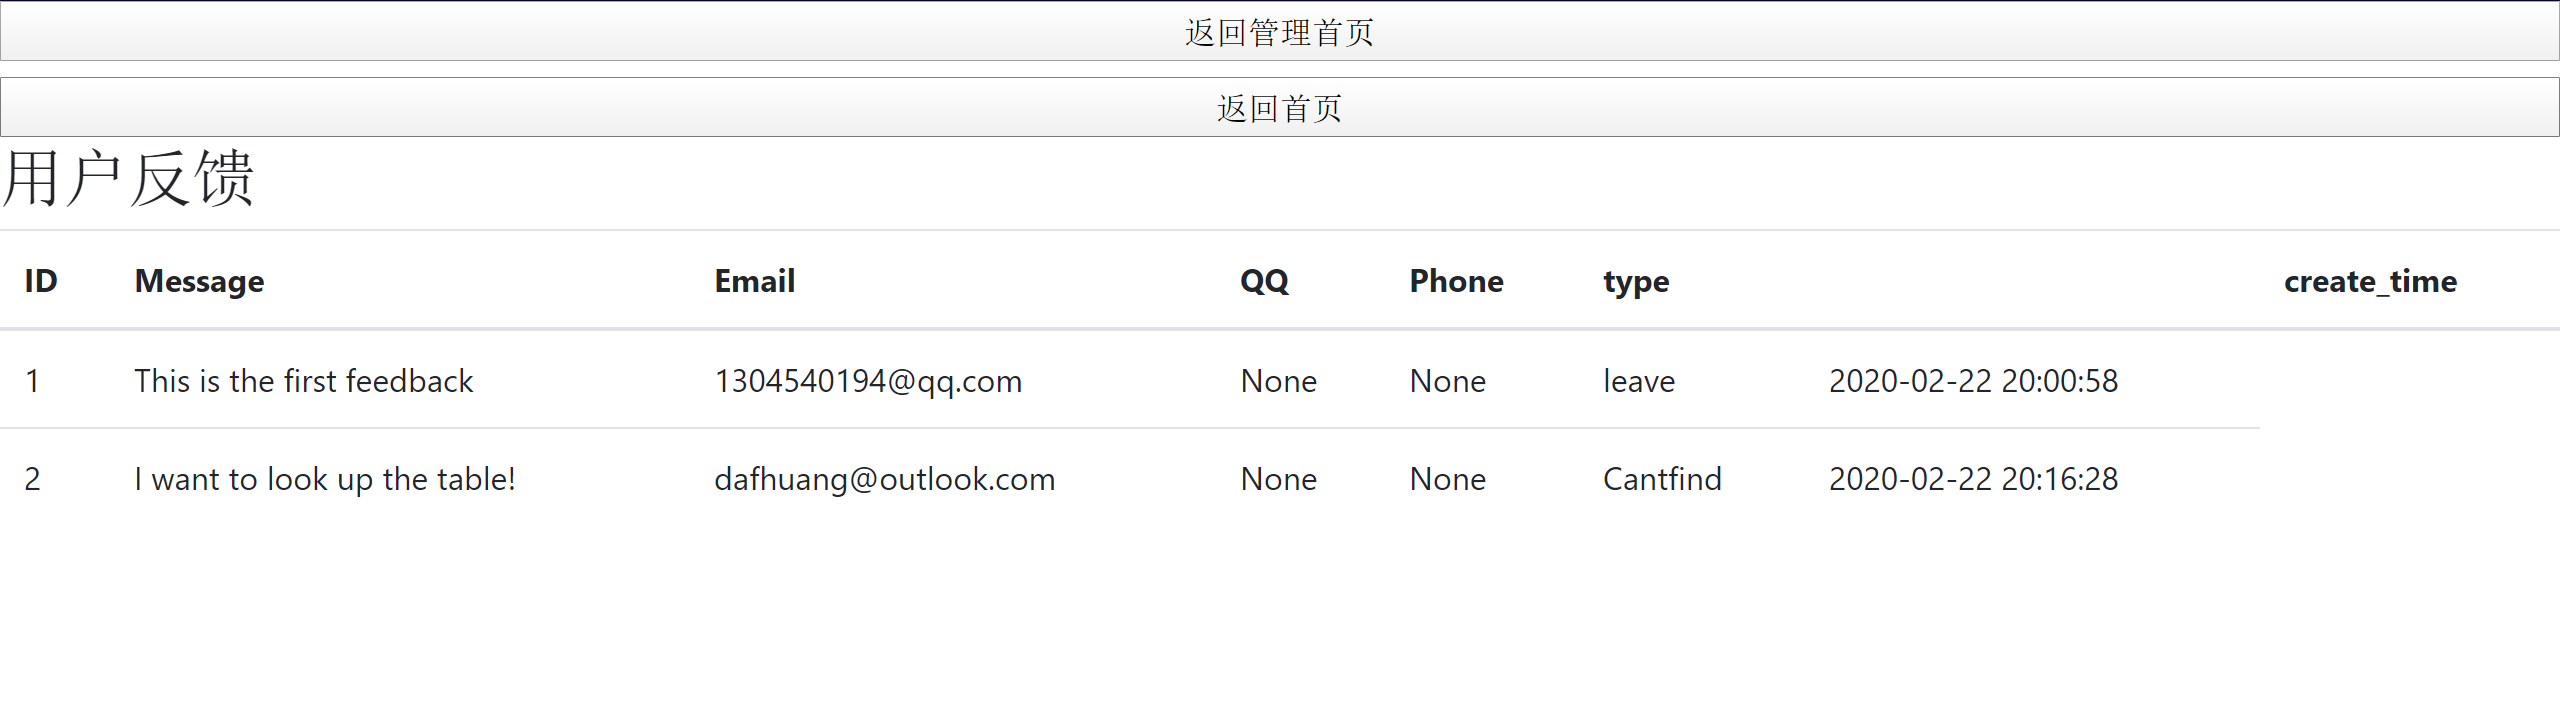 返回管理首页
返回首页
用户反馈
ID Message Email QQ Phone type create_time
1 This is the first feedback 1304540194@qq.com None None leave 2020-02-22 20:00:58
2 I want to look up the table! dafhuang@outlook.com None None Cantfind 2020-02-22 20:16:28